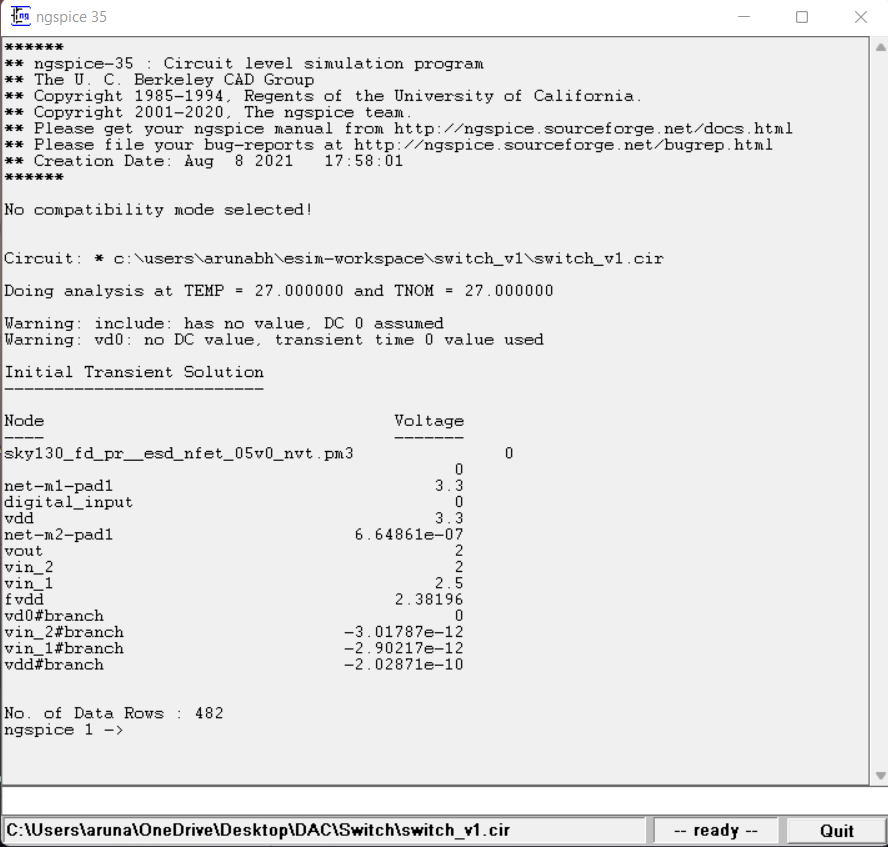 ngspice 35
******
** ngspice-35 : Circuit level simulation program
** The U. C. Berkeley CAD Group
** Copyright 1985-1994, Regents of the University of California.
** Copyright 2001-2020, The ngspice team.
** Please get your ngspice manual from http://ngspice.sourceforge.net/docs.html
** Please file your bug-reports at http://ngspice.sourceforge.net/bugrep.html
** Creation Date: Aug  8 2021   17:58:01
******
No compatibility mode selected!
Circuit: * c:\users\arunabh\esim-workspace\switch_v1\switch_v1.cir
Doing analysis at TEMP = 27.000000 and TNOM = 27.000000
Warning: include: has no value, DC 0 assumed
Warning: vd0: no DC value, transient time 0 value used
Initial Transient Solution
--------------------------
Node                                   Voltage
----                                   -------
sky130_fd_pr__esd_nfet_05v0_nvt.pm3               0
0
net-m1-pad1                                3.3
digital_input                                0
vdd                                        3.3
net-m2-pad1                        6.64861e-07
vout                                         2
vin_2                                        2
vin_1                                      2.5
fvdd                                   2.38196
vd0#branch                                   0
vin_2#branch                      -3.01787e-12
vin_1#branch                      -2.90217e-12
vdd#branch                        -2.02871e-10
No. of Data Rows : 482
ngspice 1 ->
C:\Users\aruna\OneDrive\Desktop\DAC\Switch\switch_v1.cir
-- ready --
Quit